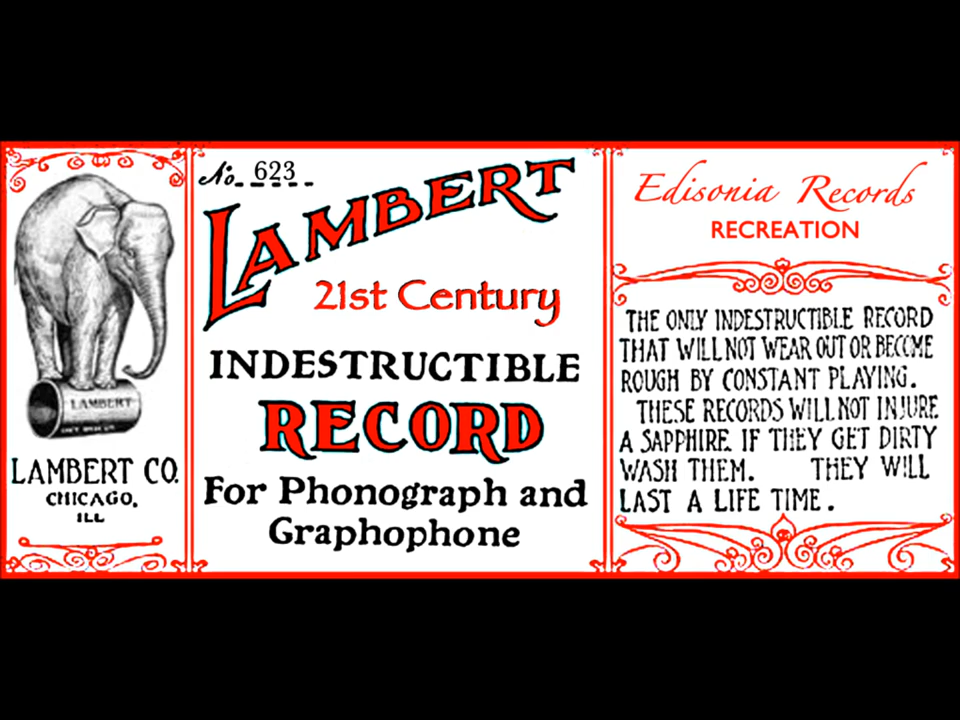 LAMBERT
LAMBERT CO.
CHICAGO,
ILL
No. 623
LAMBERT
21st Century
INDESTRUCTIBLE
RECORD
For Phonograph and
Graphophone
Edisonia Records
RECREATION
THE ONLY INDESTRUCTIBLE RECORD
THAT WILL NOT WEAR OUT OR BECOME
ROUGH BY CONSTANT PLAYING.
THESE RECORDS WILL NOT INJURE
A SAPPHIRE. IF THEY GET DIRTY
WASH THEM. THEY WILL
LAST A LIFE TIME.